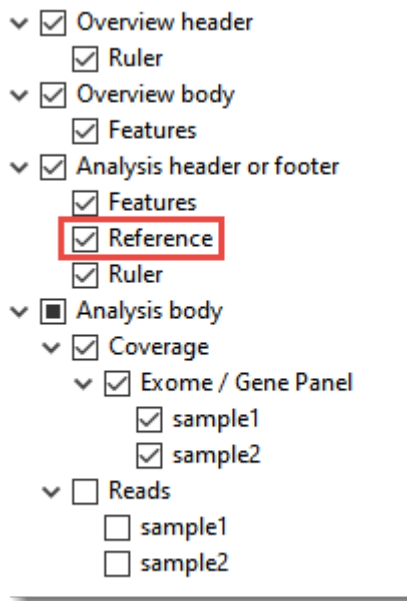 Overview header
Ruler
Overview body
Features
Analysis header or footer
Features
Reference
Ruler
Analysis body
Coverage
Exome / Gene Panel
sample1
sample2
Reads
sample1
sample2